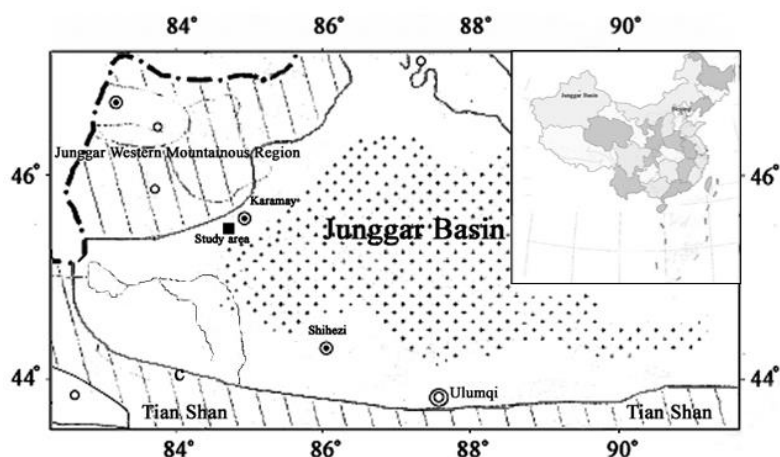 84° 86° 88° 90°
Junggar Basin
Beijing
46° 46°
Junggar Western Mountainous Region
Karamay
Study area
Junggar Basin
Shihezi
44° C 44°
Ulumqi
Tian Shan Tian Shan
84° 86° 88° 90°